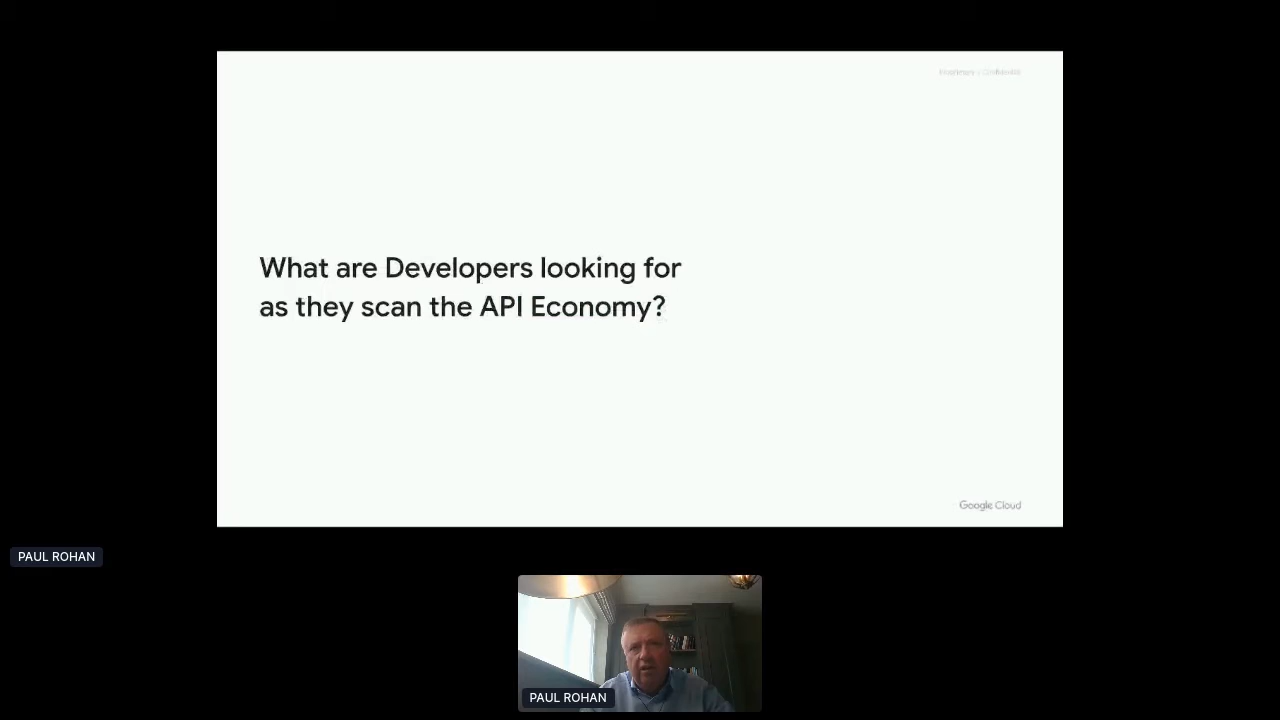 What are Developers looking for
as they scan the API Economy?
Google Cloud
PAUL ROHAN
PAUL ROHAN